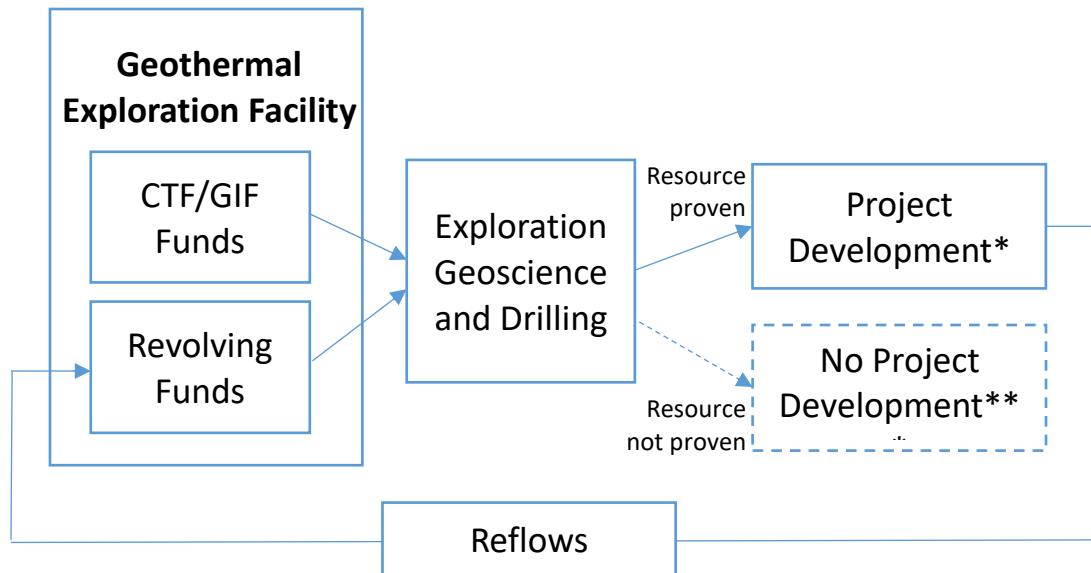 Geothermal
Exploration Facility
CTF/GIF
Funds
Revolving
Funds
Exploration
Geoscience
and Drilling
Resource
proven
Project
Development*
Resource
not proven
No Project
Development**
*
Reflows